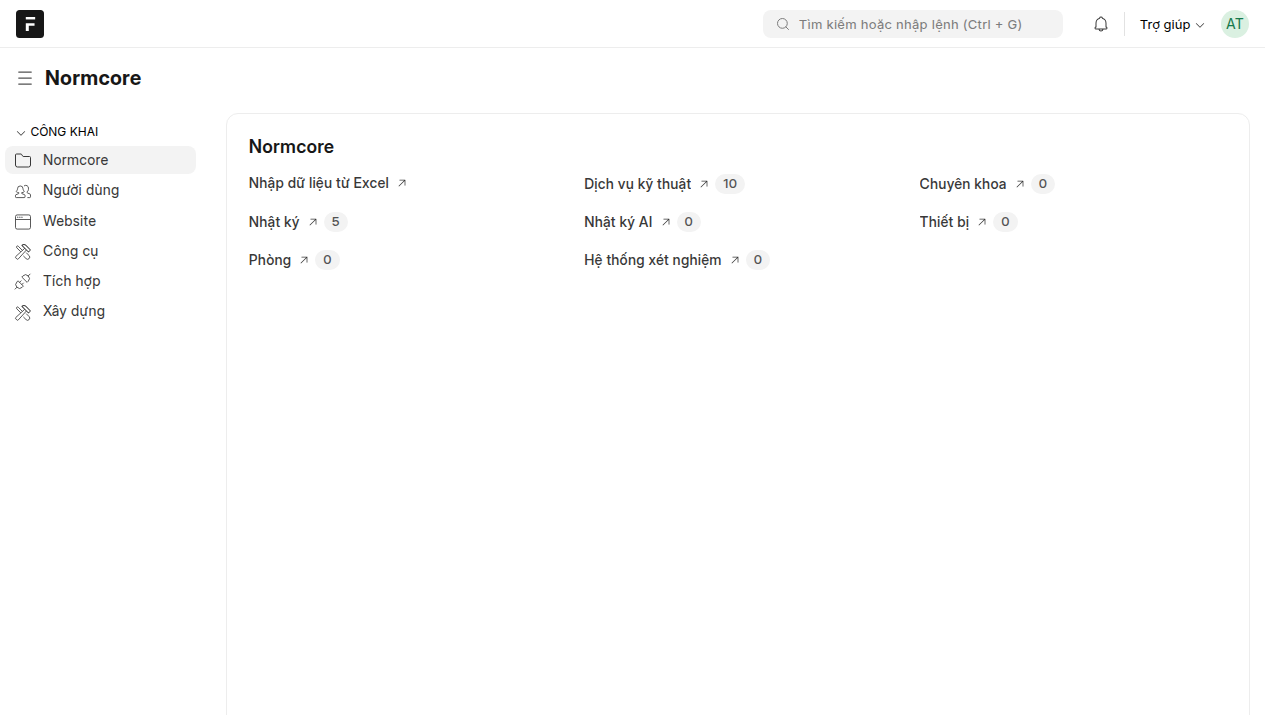 F
Tìm kiếm hoặc nhập lệnh (Ctrl + G)
Trợ giúp
AT
Normcore
CÔNG KHAI
Normcore
Người dùng
Website
Công cụ
Tích hợp
Xây dựng
Normcore
Nhập dữ liệu từ Excel
Dịch vụ kỹ thuật 10
Chuyên khoa 0
Nhật ký 5
Nhật ký AI 0
Thiết bị 0
Phòng 0
Hệ thống xét nghiệm 0